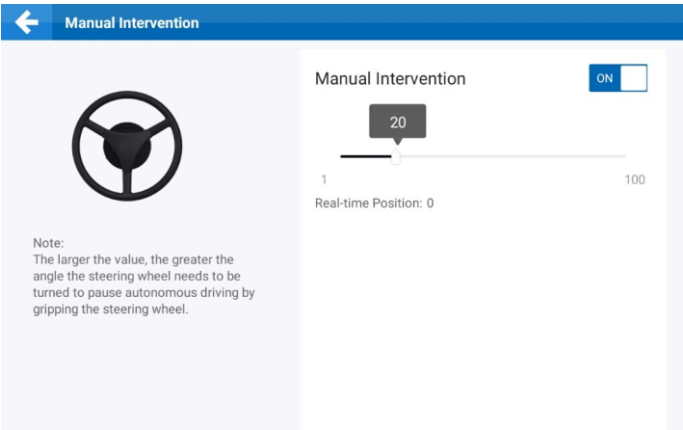 Manual Intervention
Manual Intervention
ON
20
1
100
Real-time Position: 0
Note:
The larger the value, the greater the
angle the steering wheel needs to be
turned to pause autonomous driving by
gripping the steering wheel.